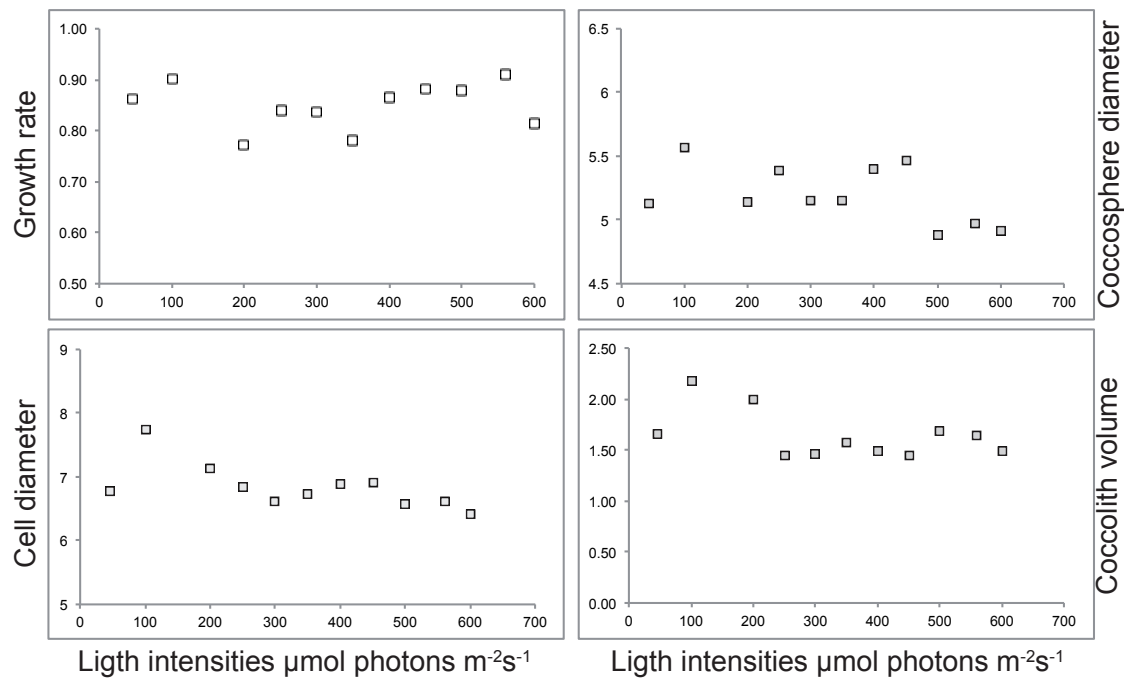 Growth rate
1.00
0.90
0.80
0.70
0.60
0.50
0 100 200 300 400 500 600
Coccosphere diameter
6.5
6
5.5
5
4.5
0 100 200 300 400 500 600 700
Cell diameter
9
8
7
6
5
0 100 200 300 400 500 600 700
Ligth intensities µmol photons m-2s-1
Coccolith volume
2.50
2.00
1.50
1.00
0.50
0.00
0 100 200 300 400 500 600 700
Ligth intensities µmol photons m-2s-1